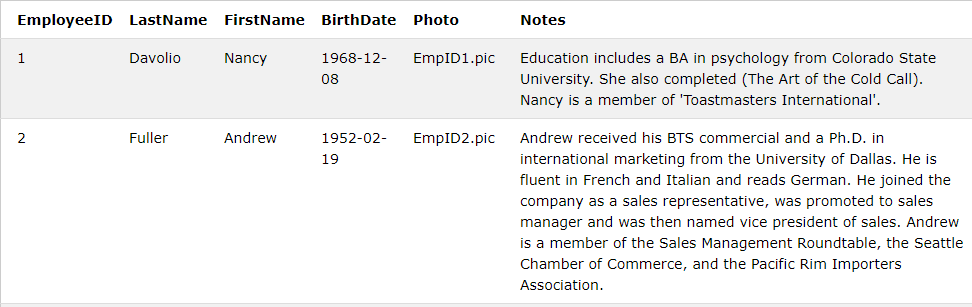 EmployeeID LastName FirstName BirthDate Photo Notes
1 Davolio Nancy 1968-12-08 EmpID1.pic Education includes a BA in psychology from Colorado State
University. She also completed (The Art of the Cold Call).
Nancy is a member of 'Toastmasters International'.
2 Fuller Andrew 1952-02-19 EmpID2.pic Andrew received his BTS commercial and a Ph.D. in
international marketing from the University of Dallas. He is
fluent in French and Italian and reads German. He joined the
company as a sales representative, was promoted to sales
manager and was then named vice president of sales. Andrew
is a member of the Sales Management Roundtable, the Seattle
Chamber of Commerce, and the Pacific Rim Importers
Association.